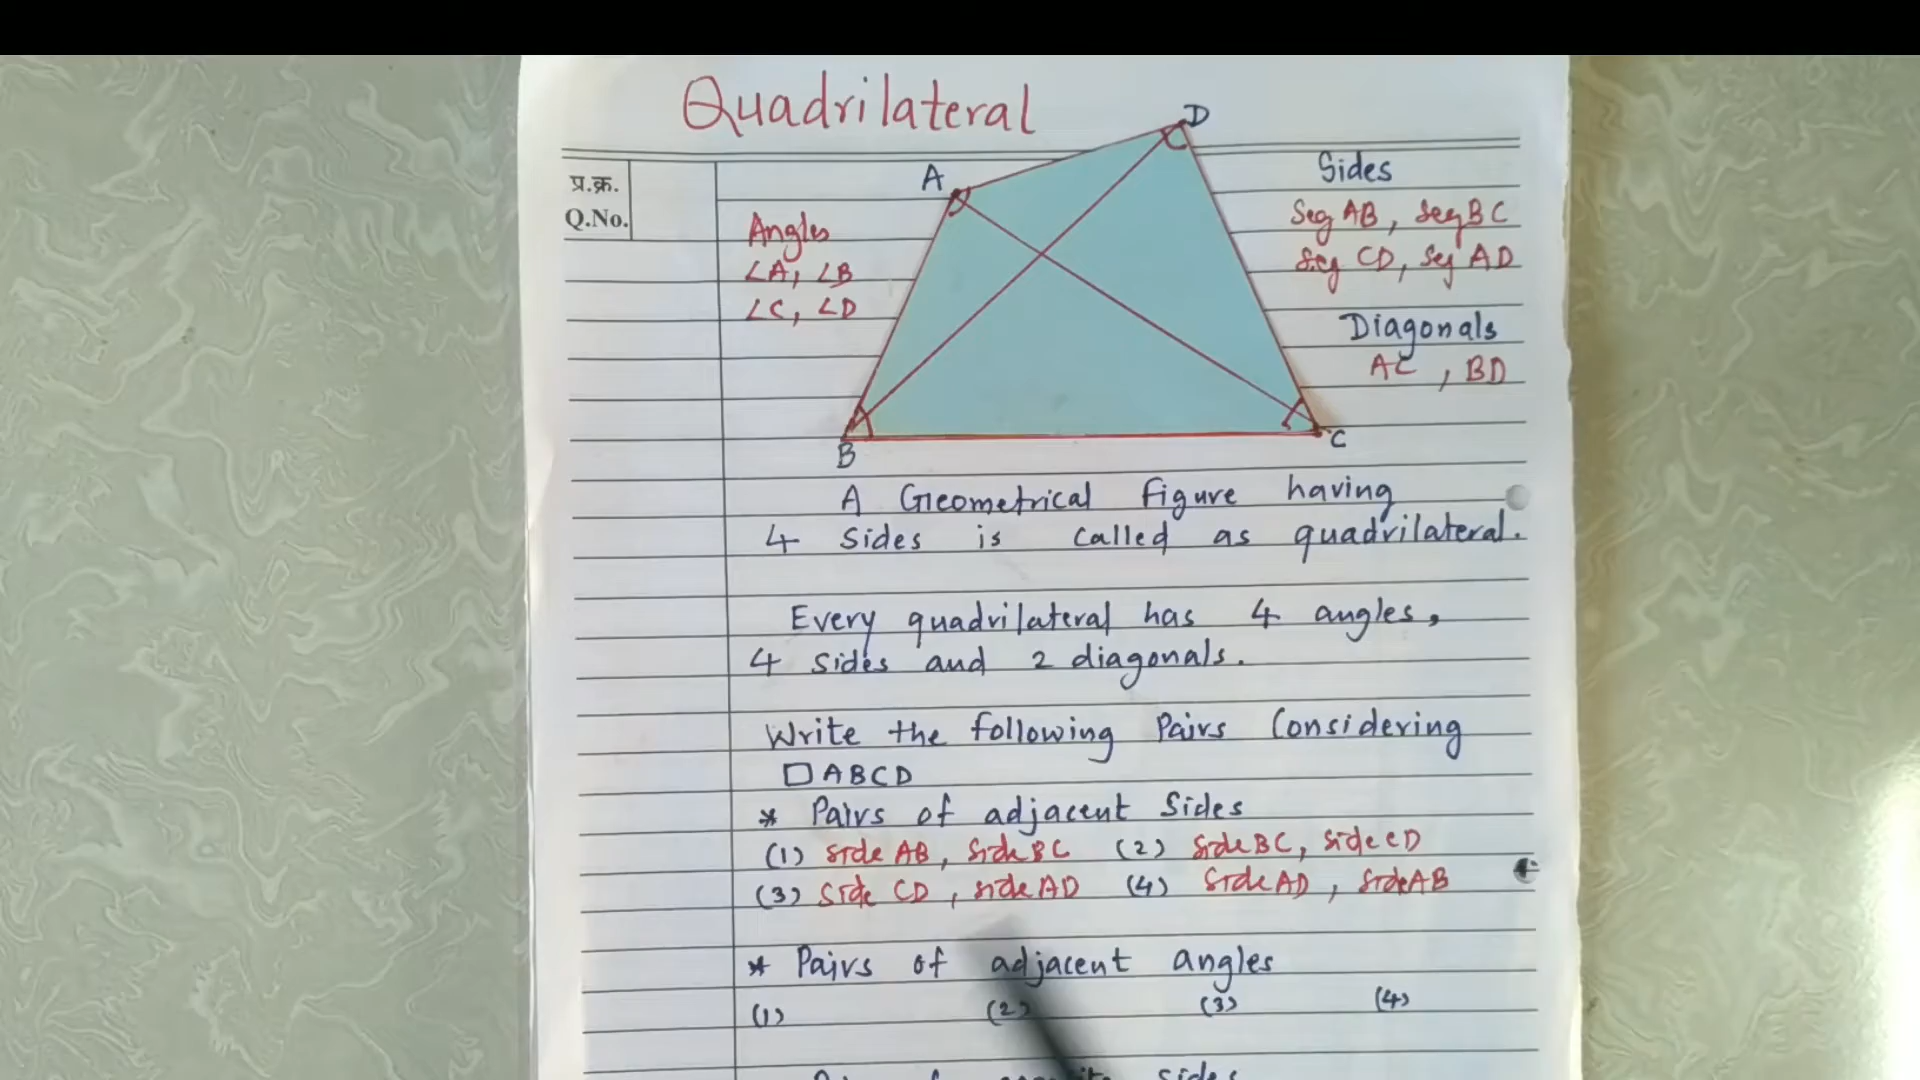 Quadrilateral
प्र.क्र.
Q.No.
D
A
B
C
Angles
∠A, ∠B
∠C, ∠D
Sides
Seg AB, Seg BC
Seg CD, Seg AD
Diagonals
AC , BD
A Geometrical figure having
4 sides is called as quadrilateral.
Every quadrilateral has 4 angles,
4 sides and 2 diagonals.
Write the following Pairs Considering
□ABCD
* Pairs of adjacent Sides
(1) side AB, side BC (2) side BC, side CD
(3) side CD, side AD (4) side AD, side AB
* Pairs of adjacent angles
(1) (2) (3) (4)
sides